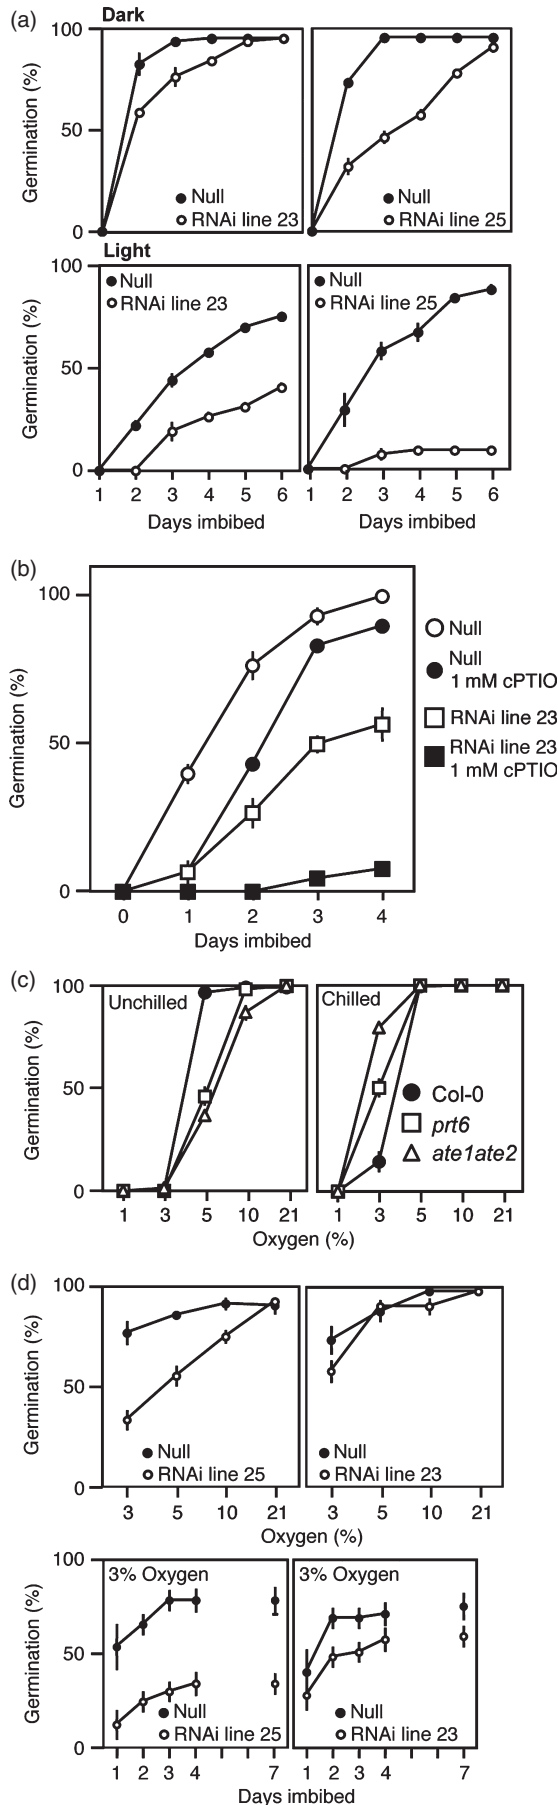 (a)
Dark
Germination (%)
100
50
0
Null
RNAi line 23
Null
RNAi line 25
Light
Germination (%)
100
50
0
Null
RNAi line 23
Null
RNAi line 25
1 2 3 4 5 6
1 2 3 4 5 6
Days imbibed
Days imbibed
(b)
Germination (%)
100
50
0
Null
Null
1 mM cPTIO
RNAi line 23
RNAi line 23
1 mM cPTIO
0 1 2 3 4
Days imbibed
(c)
Germination (%)
100
50
0
Unchilled
Chilled
Col-0
prt6
ate1ate2
1 3 5 10 21
1 3 5 10 21
Oxygen (%)
(d)
Germination (%)
100
50
0
Null
RNAi line 25
Null
RNAi line 23
3 5 10 21
3 5 10 21
Oxygen (%)
Germination (%)
100
50
0
3% Oxygen
3% Oxygen
Null
RNAi line 25
Null
RNAi line 23
1 2 3 4 7
1 2 3 4 7
Days imbibed